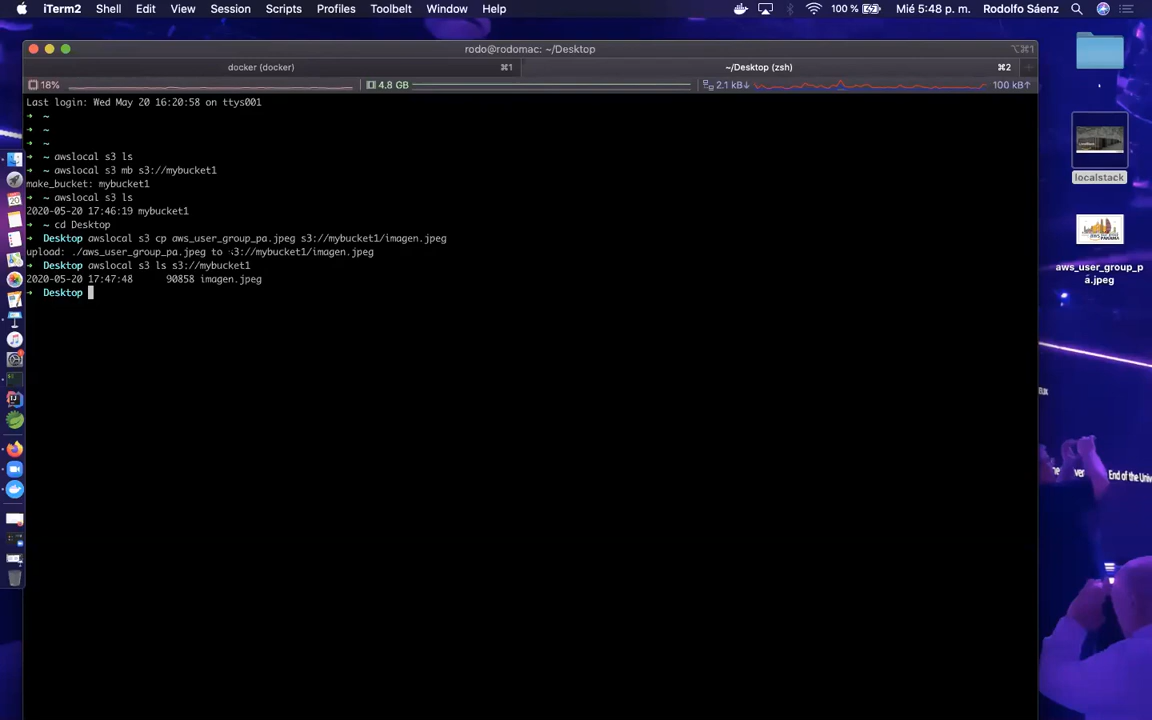 iTerm2 Shell Edit View Session Scripts Profiles Toolbelt Window Help 100 % Mié 5:48 p. m. Rodolfo Sáenz
rodo@rodomac: ~/Desktop ⌥⌘1
docker (docker) ⌘1 ~/Desktop (zsh) ⌘2
18% 4.8 GB 2.1 kB↓ 100 kB↑
Last login: Wed May 20 16:20:58 on ttys001
➜ ~
➜ ~
➜ ~
➜ ~ awslocal s3 ls
➜ ~ awslocal s3 mb s3://mybucket1
make_bucket: mybucket1
➜ ~ awslocal s3 ls
2020-05-20 17:46:19 mybucket1
➜ ~ cd Desktop
➜ Desktop awslocal s3 cp aws_user_group_pa.jpeg s3://mybucket1/imagen.jpeg
upload: ./aws_user_group_pa.jpeg to s3://mybucket1/imagen.jpeg
➜ Desktop awslocal s3 ls s3://mybucket1
2020-05-20 17:47:48 90858 imagen.jpeg
➜ Desktop
localstack
aws_user_group_p
a.jpeg
End of the Univ